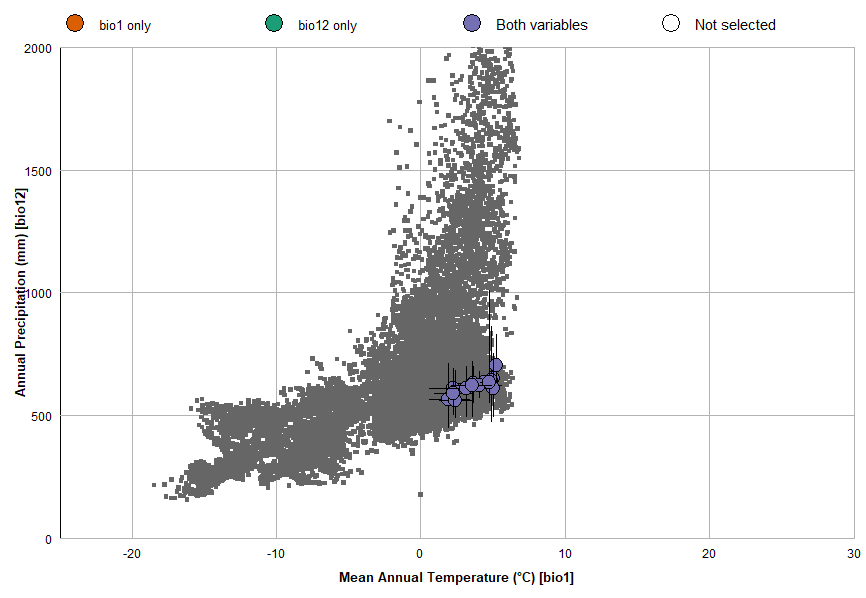 bio1 only bio12 only Both variables Not selected
2000
1500
1000
500
0
Annual Precipitation (mm) [bio12]
-20 -10 0 10 20 30
Mean Annual Temperature (°C) [bio1]